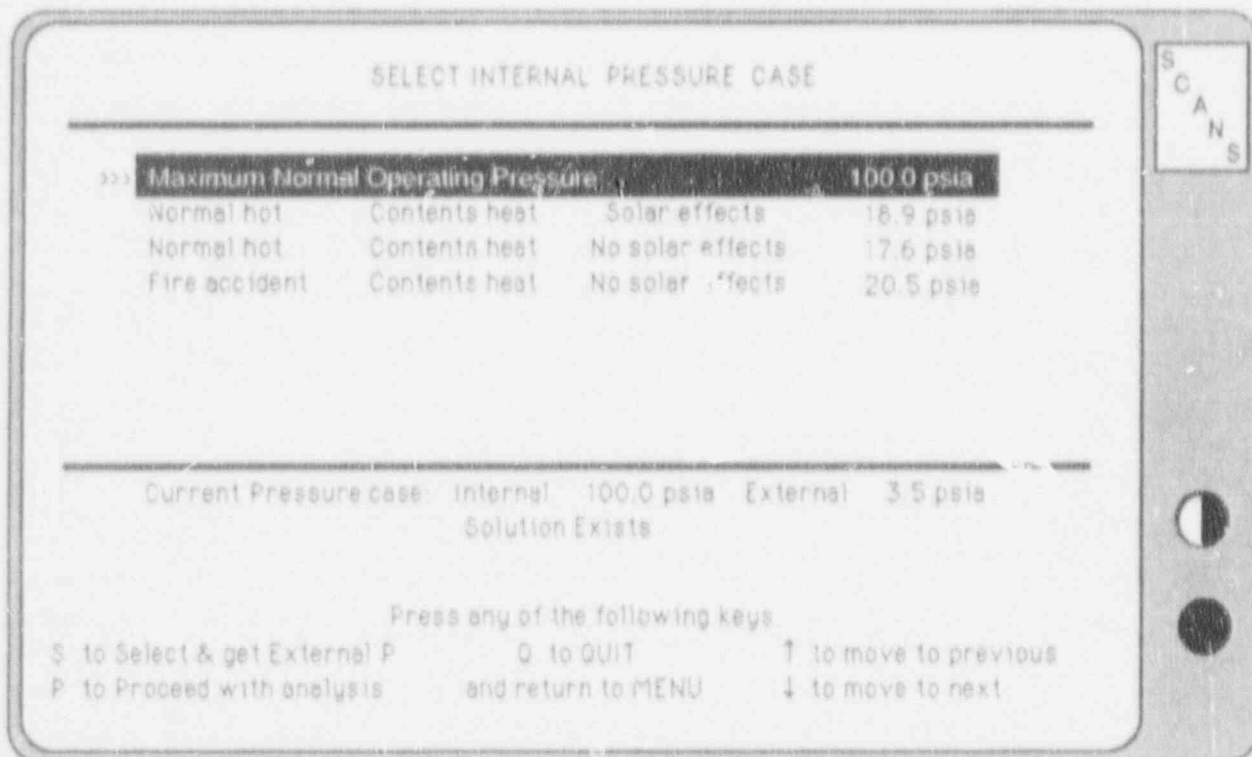 SELECT INTERNAL PRESSURE CASE
S
C
A
N
S
>>> Maximum Normal Operating Pressure 100.0 psia
Normal hot Contents heat Solar effects 18.9 psia
Normal hot Contents heat No solar effects 17.6 psia
Fire accident Contents heat No solar effects 20.5 psia
Current Pressure case: Internal 100.0 psia External 3.5 psia
Solution Exists
Press any of the following keys
S to Select & get External P Q to QUIT ↑ to move to previous
P to Proceed with analysis and return to MENU ↓ to move to next